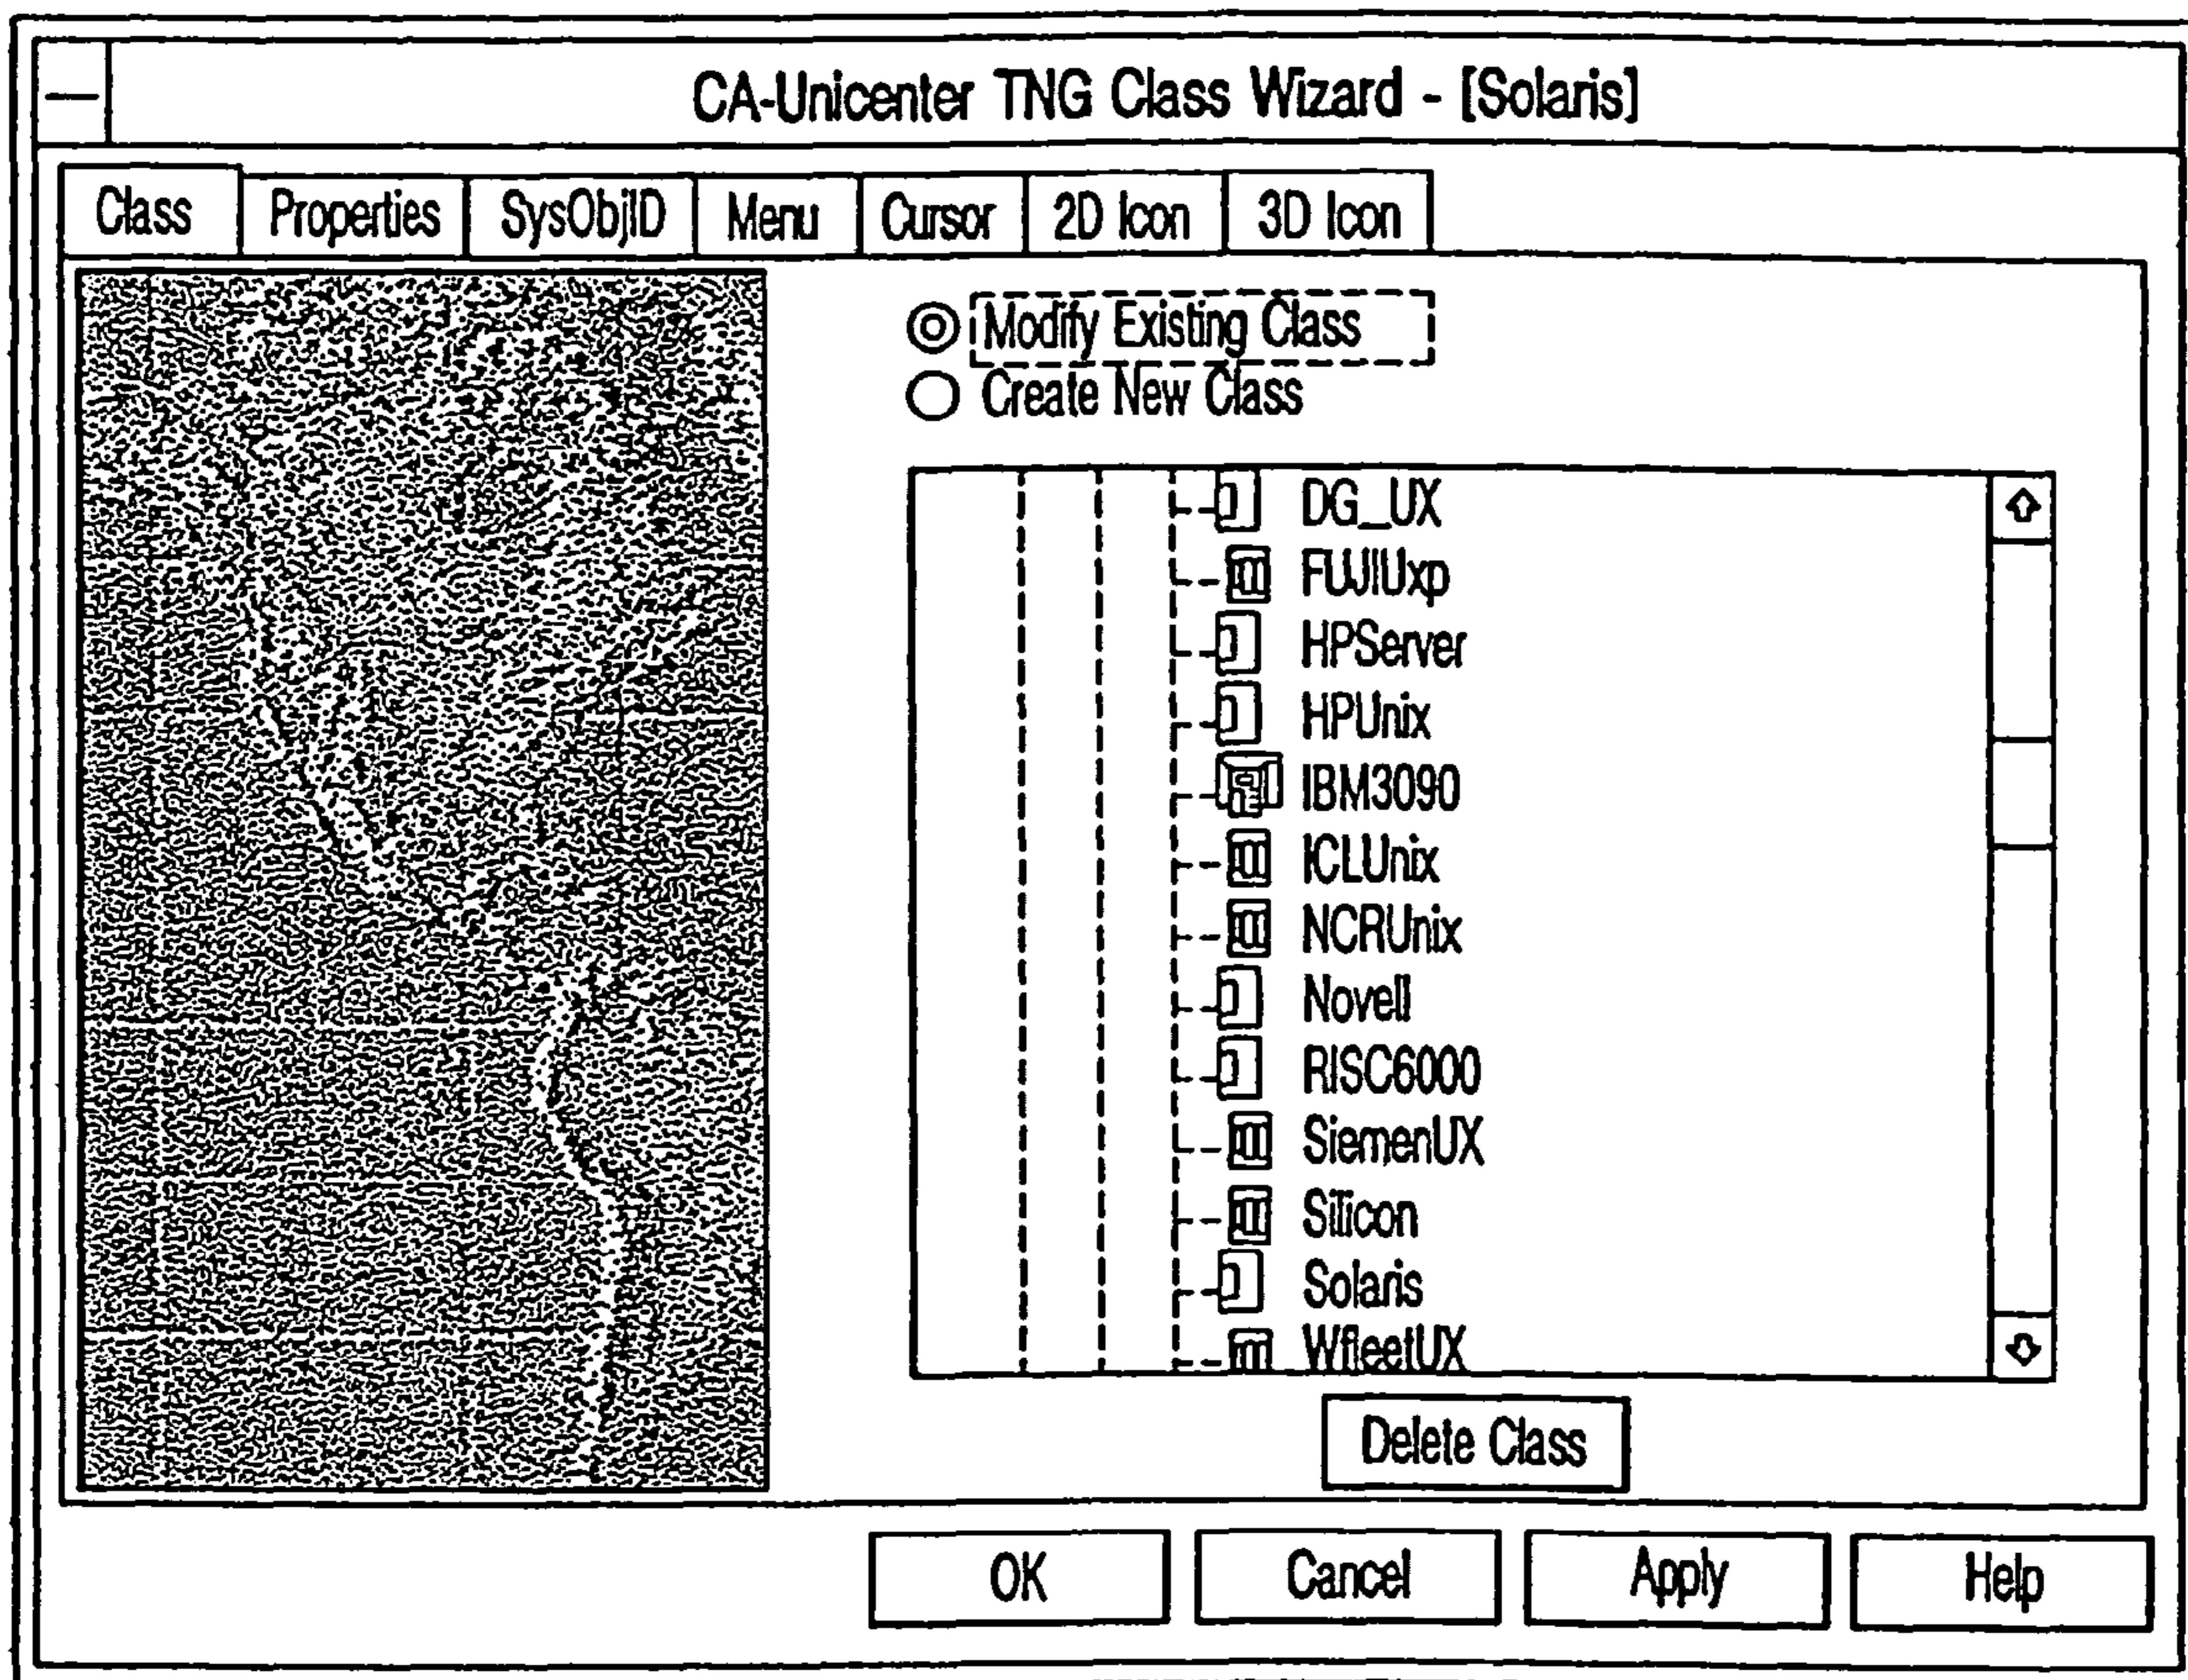 CA-Unicenter TNG Class Wizard - [Solaris]
Class Properties SysObjID Menu Cursor 2D Icon 3D Icon
Modify Existing Class
Create New Class
DG_UX
FUJIUxp
HPServer
HPUnix
IBM3090
ICLUnix
NCRUnix
Novell
RISC6000
SiemenUX
Silicon
Solaris
WfleetUX
Delete Class
OK Cancel Apply Help